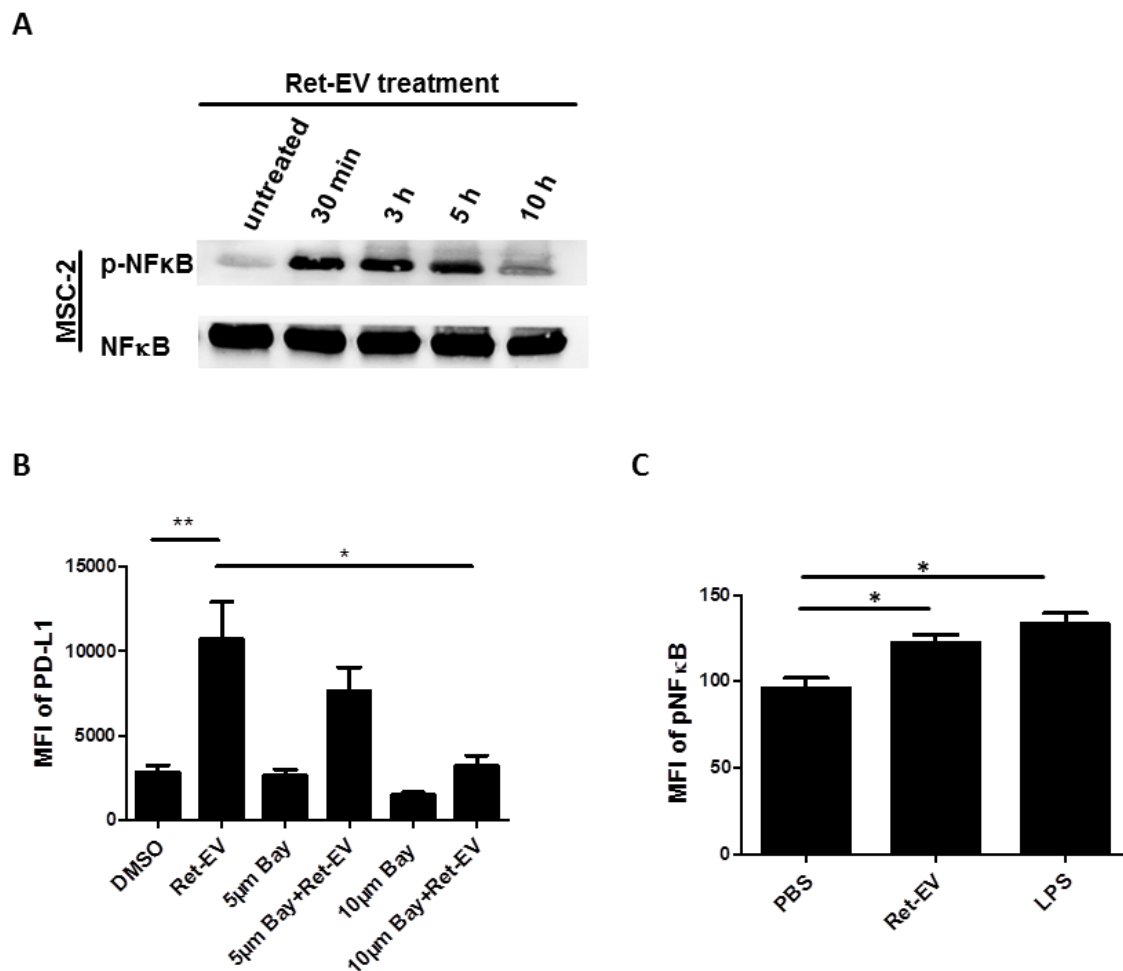 A
Ret-EV treatment
untreated
30 min
3 h
5 h
10 h
MSC-2
p-NFκB
NFκB
B
**
*
MFI of PD-L1
15000
10000
5000
0
DMSO
Ret-EV
5µm Bay
5µm Bay+Ret-EV
10µm Bay
10µm Bay+Ret-EV
C
*
*
MFI of pNFκB
150
100
50
0
PBS
Ret-EV
LPS